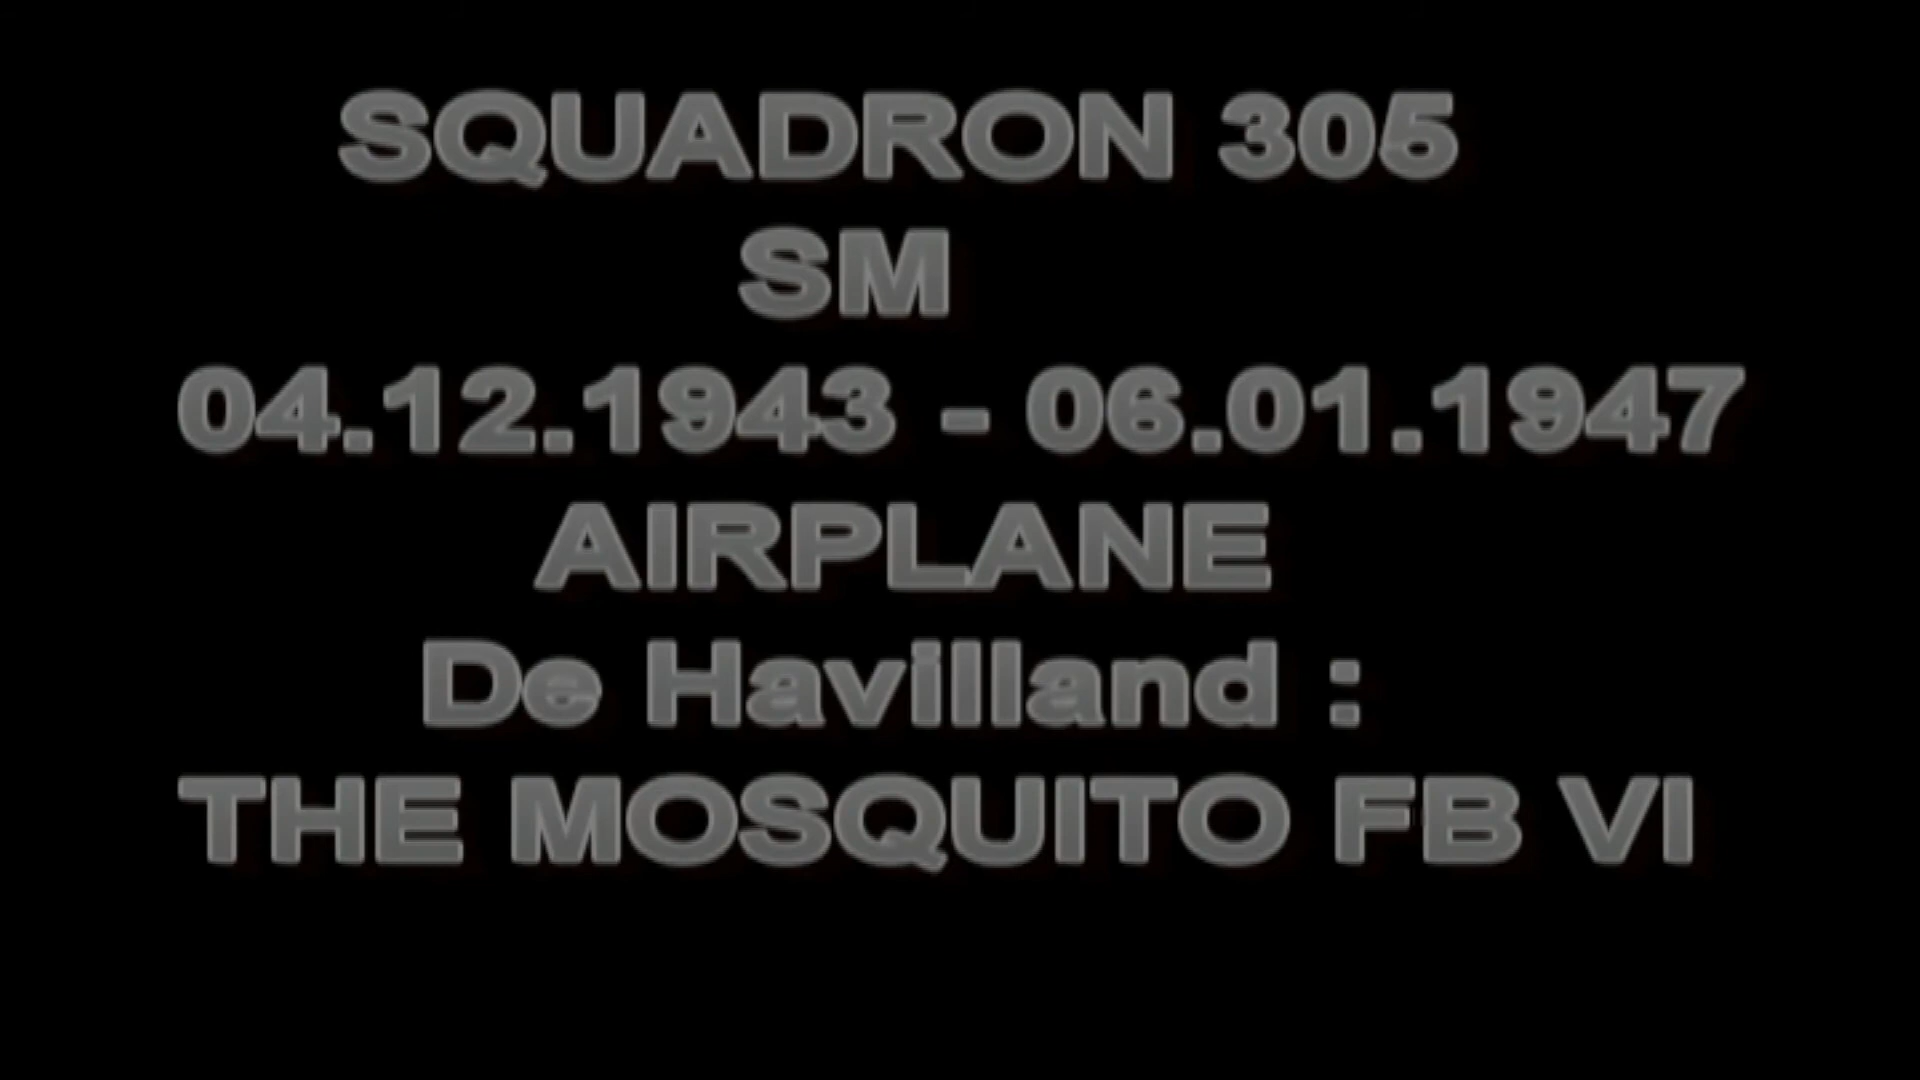 SQUADRON 305
SM
04.12.1943 - 06.01.1947
AIRPLANE
De Havilland :
THE MOSQUITO FB VI